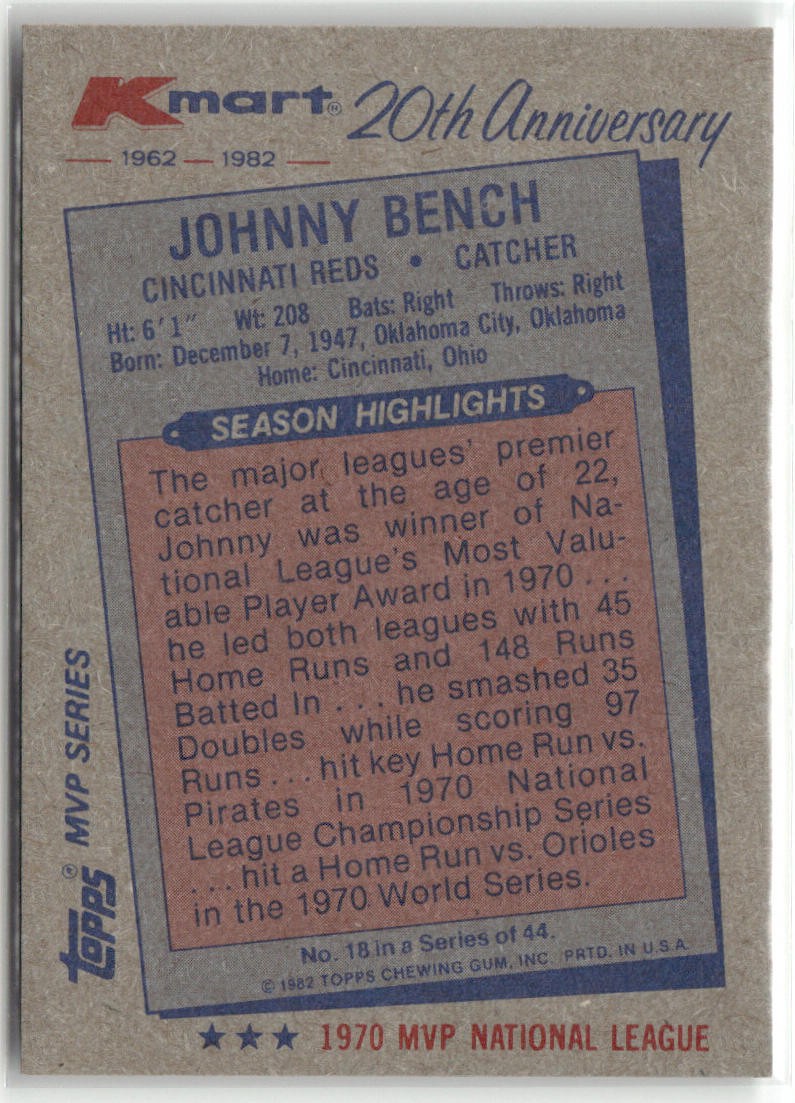 Kmart® 20th Anniversary
1962 — 1982
JOHNNY BENCH
CINCINNATI REDS • CATCHER
Ht: 6'1" Wt: 208 Bats: Right Throws: Right
Born: December 7, 1947, Oklahoma City, Oklahoma
Home: Cincinnati, Ohio
SEASON HIGHLIGHTS
The major leagues' premier
catcher at the age of 22,
Johnny was winner of Na-
tional League's Most Valu-
able Player Award in 1970 ...
he led both leagues with 45
Home Runs and 148 Runs
Batted In ... he smashed 35
Doubles while scoring 97
Runs ... hit key Home Run vs.
Pirates in 1970 National
League Championship Series
... hit a Home Run vs. Orioles
in the 1970 World Series.
No. 18 in a Series of 44.
© 1982 TOPPS CHEWING GUM, INC PRTD. IN U.S.A.
topps® MVP SERIES
★★★ 1970 MVP NATIONAL LEAGUE